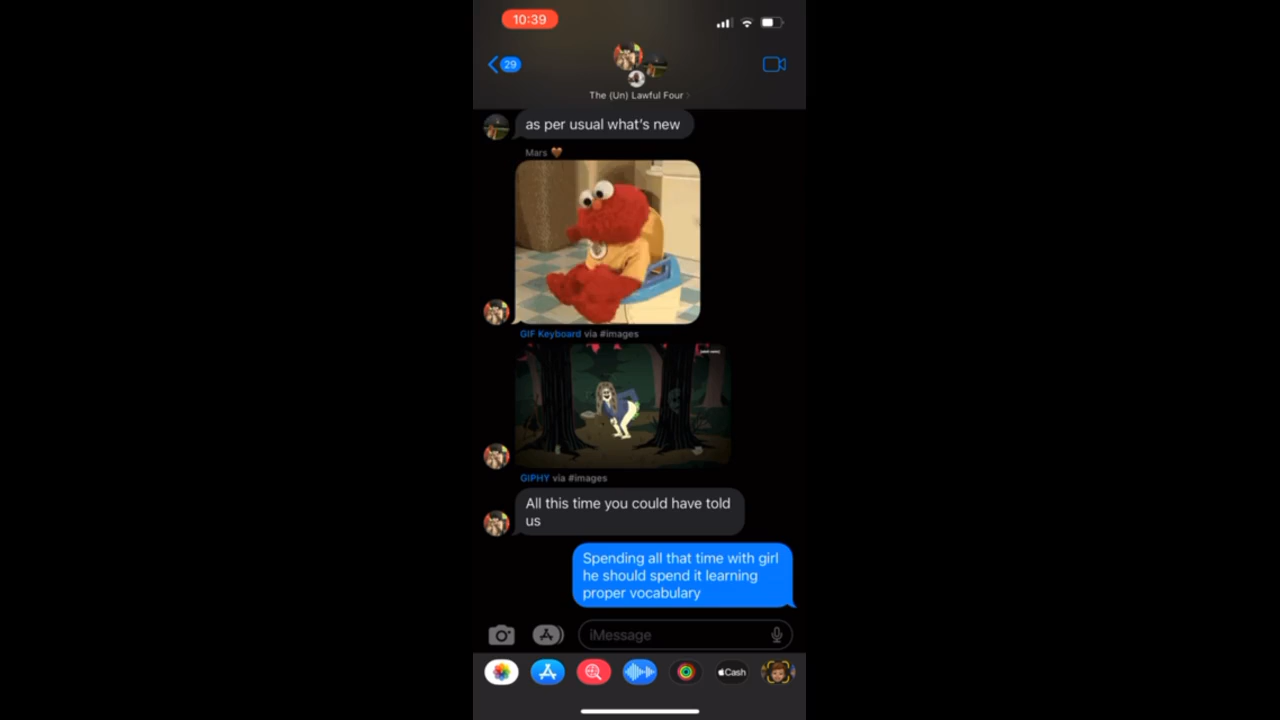 10:39
29
The (Un) Lawful Four
as per usual what's new
Mars 🤎
GIF Keyboard via #images
[adult swim]
GIPHY via #images
All this time you could have told
us
Spending all that time with girl
he should spend it learning
proper vocabulary
iMessage
Cash